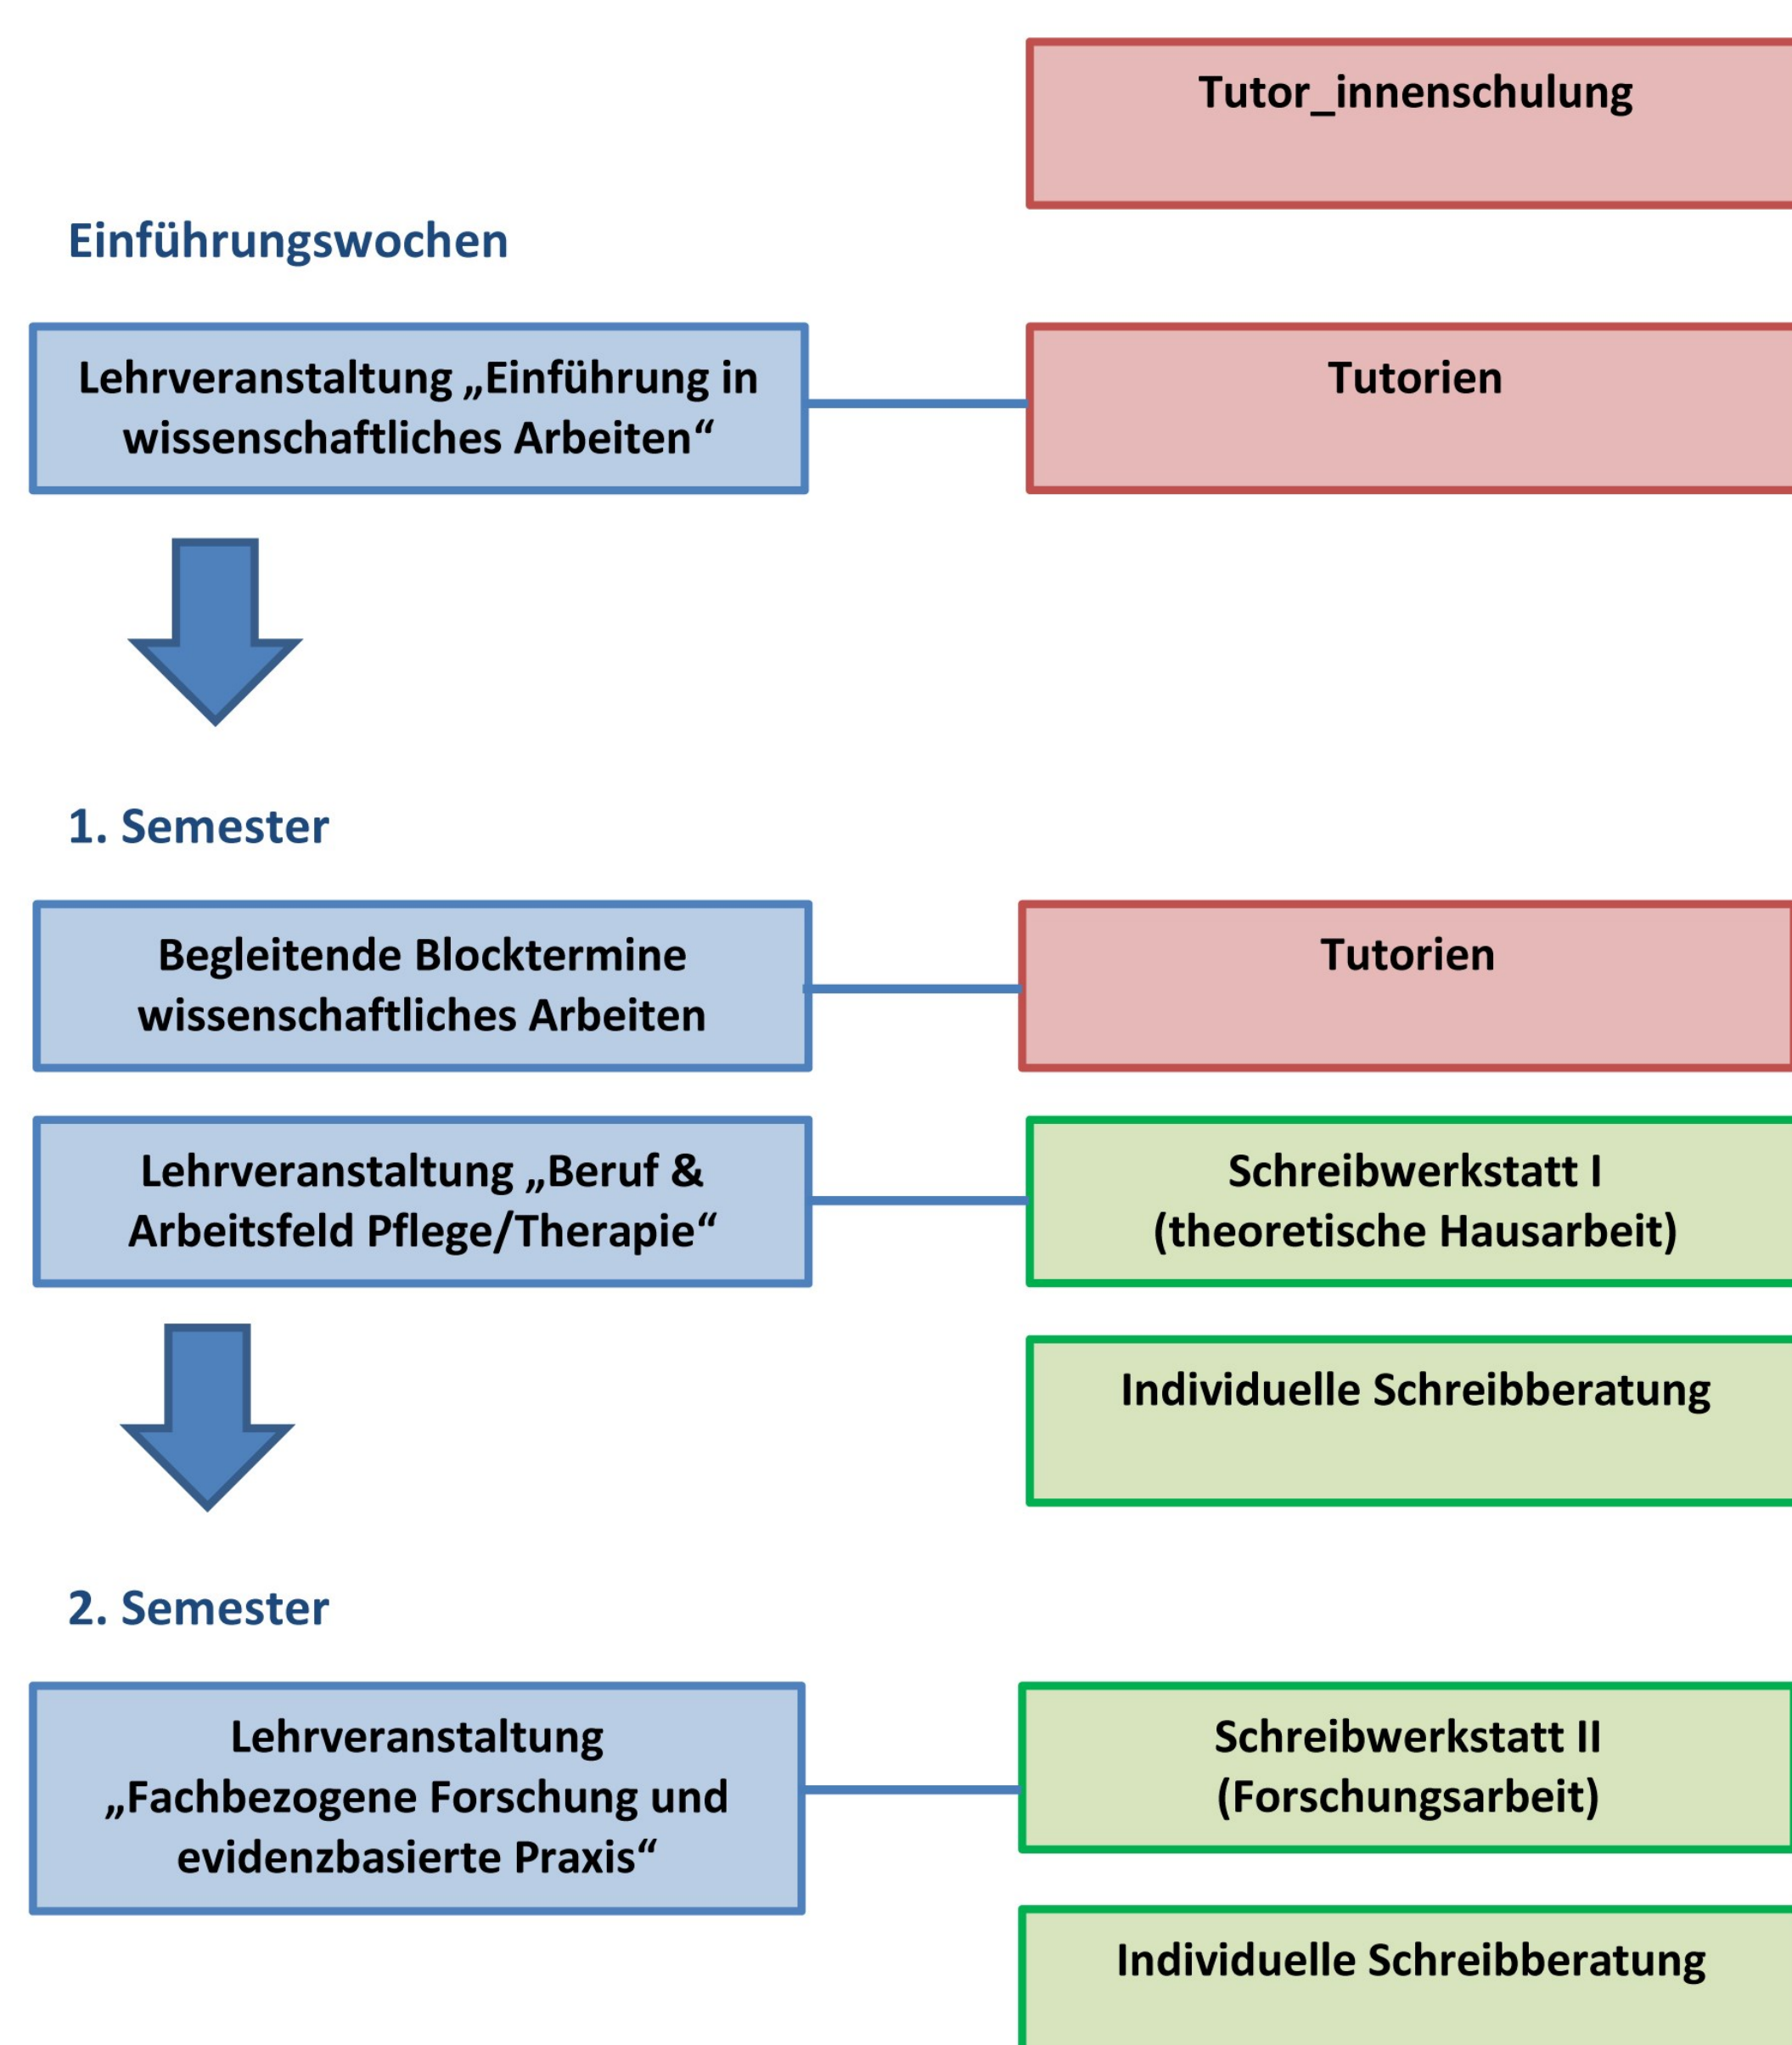 Tutor_innenschulung
Einführungswochen
Lehrveranstaltung „Einführung in
wissenschaftliches Arbeiten“
Tutorien
1. Semester
Begleitende Blocktermine
wissenschaftliches Arbeiten
Tutorien
Lehrveranstaltung „Beruf &
Arbeitsfeld Pflege/Therapie“
Schreibwerkstatt I
(theoretische Hausarbeit)
Individuelle Schreibberatung
2. Semester
Lehrveranstaltung
„Fachbezogene Forschung und
evidenzbasierte Praxis“
Schreibwerkstatt II
(Forschungsarbeit)
Individuelle Schreibberatung